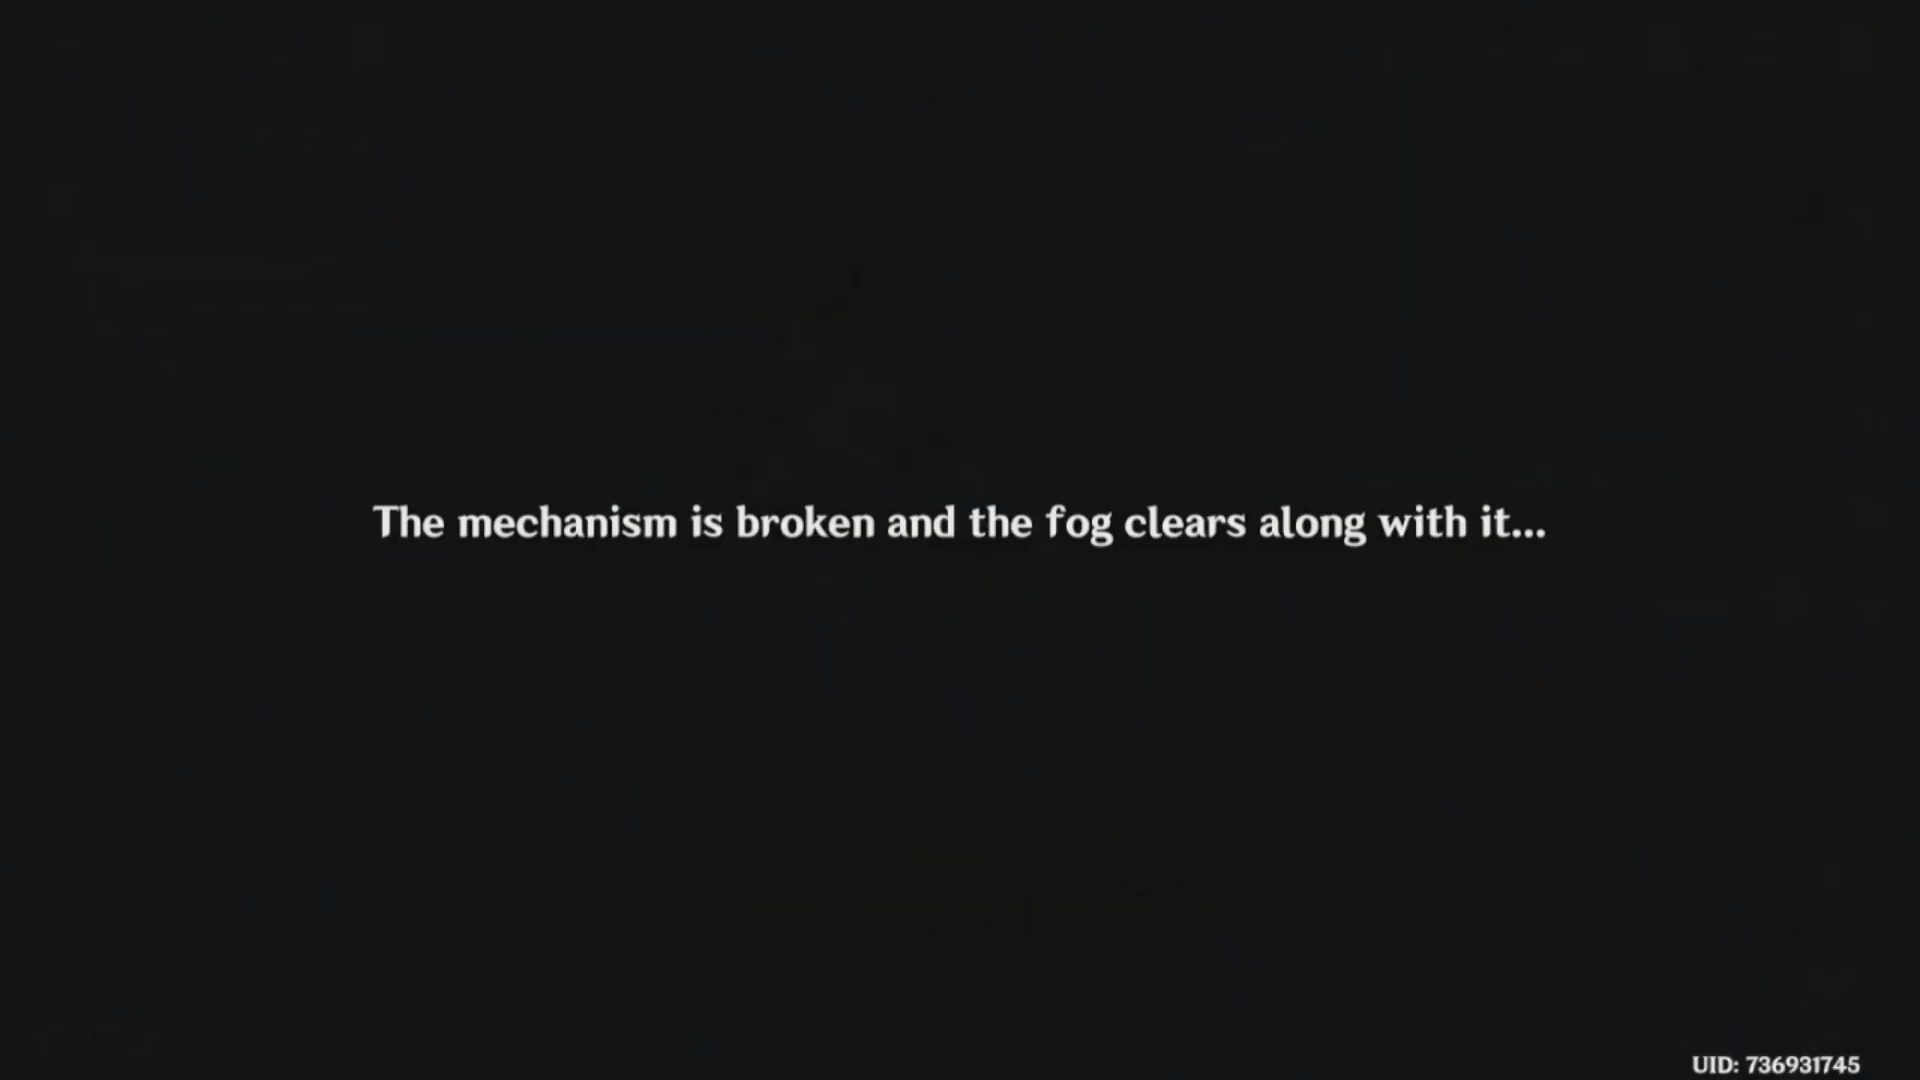 The mechanism is broken and the fog clears along with it...
UID: 736931745